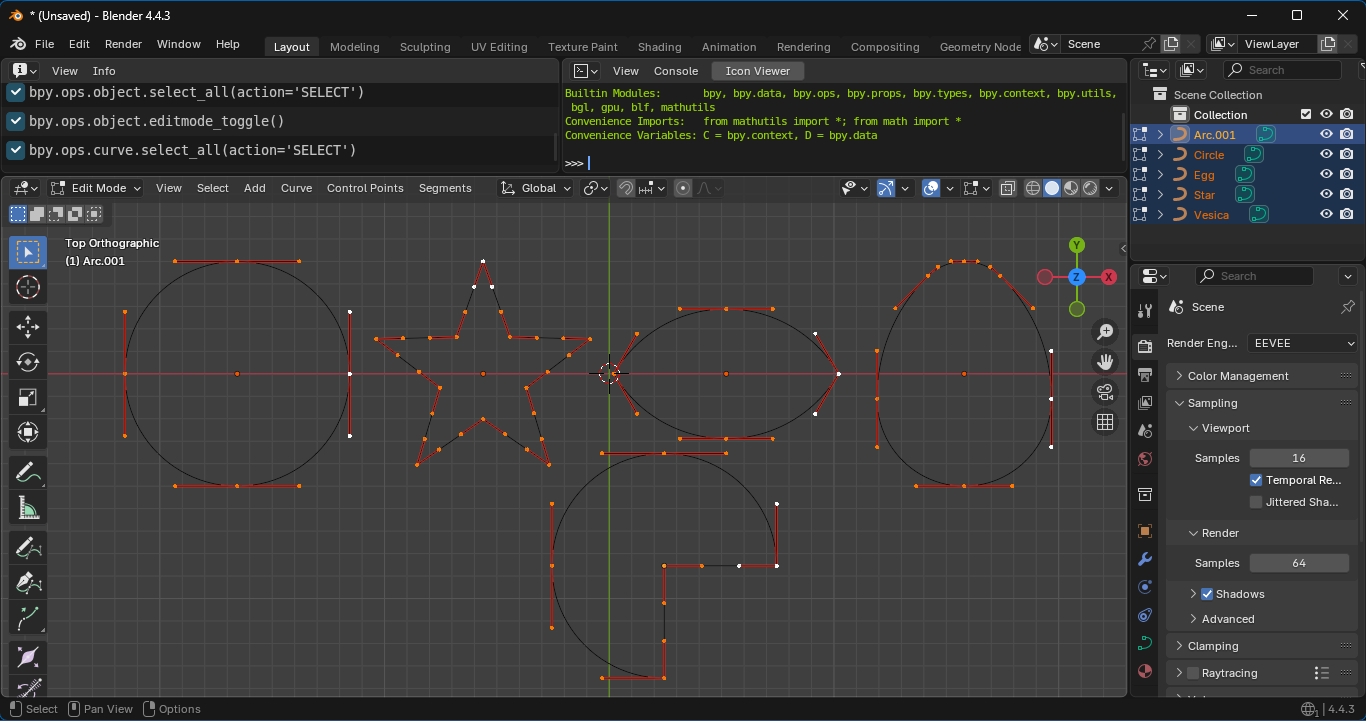 * (Unsaved) - Blender 4.4.3
File Edit Render Window Help Layout Modeling Sculpting UV Editing Texture Paint Shading Animation Rendering Compositing Geometry Node Scene ViewLayer
View Info
bpy.ops.object.select_all(action='SELECT')
bpy.ops.object.editmode_toggle()
bpy.ops.curve.select_all(action='SELECT')
View Console Icon Viewer
Builtin Modules: bpy, bpy.data, bpy.ops, bpy.props, bpy.types, bpy.context, bpy.utils,
bgl, gpu, blf, mathutils
Convenience Imports: from mathutils import *; from math import *
Convenience Variables: C = bpy.context, D = bpy.data
>>>
Search
Scene Collection
Collection
Arc.001
Circle
Egg
Star
Vesica
Edit Mode View Select Add Curve Control Points Segments Global
Top Orthographic
(1) Arc.001
Y
Z X
Search
Scene
Render Eng... EEVEE
Color Management
Sampling
Viewport
Samples 16
Temporal Re...
Jittered Sha...
Render
Samples 64
Shadows
Advanced
Clamping
Raytracing
Select Pan View Options 4.4.3